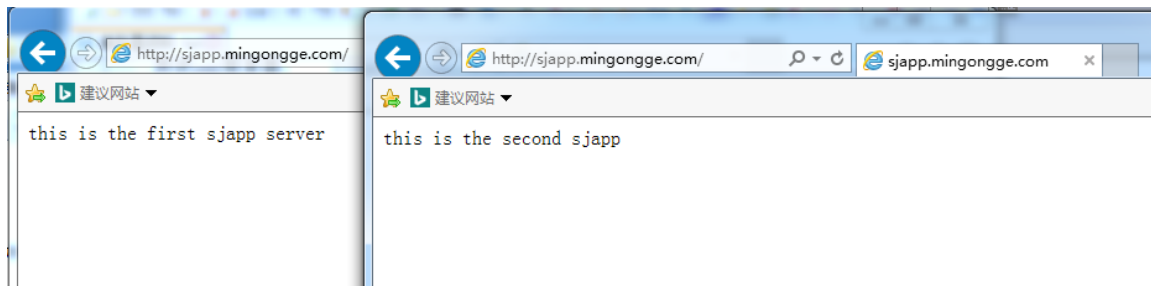 http://sjapp.mingongge.com/
建议网站
this is the first sjapp server
http://sjapp.mingongge.com/
sjapp.mingongge.com
建议网站
this is the second sjapp